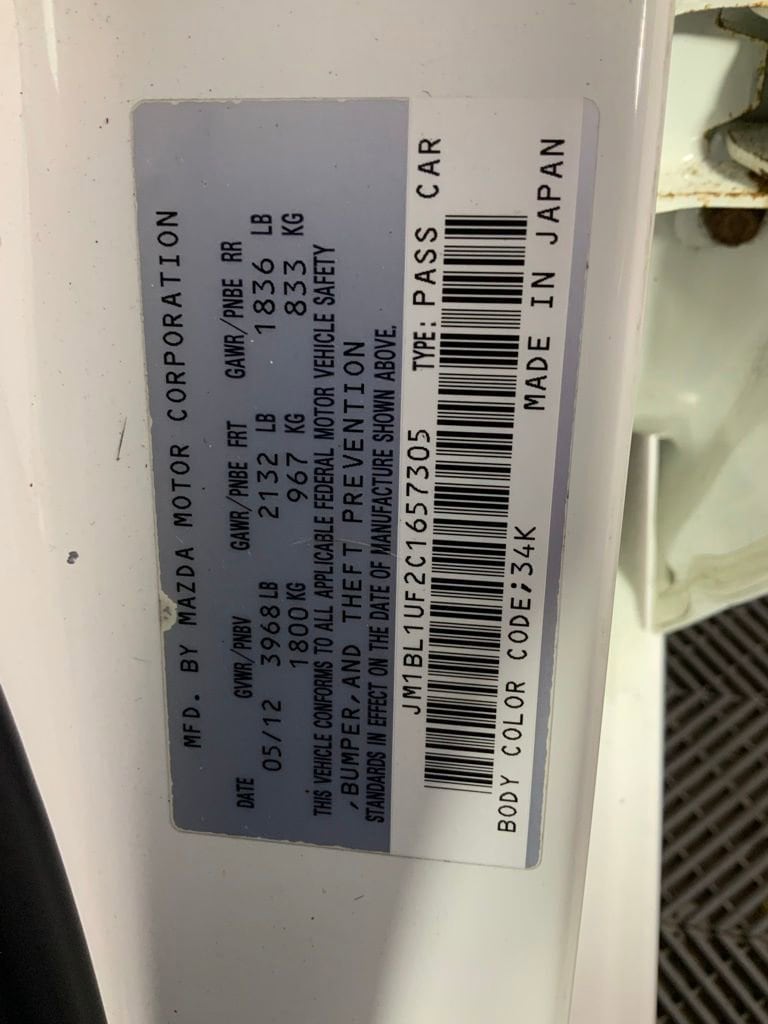 MFD. BY MAZDA MOTOR CORPORATION
DATE GVWR/PNBV GAWR/PNBE FRT GAWR/PNBE RR
05/12 3968 LB 2132 LB 1836 LB
1800 KG 967 KG 833 KG
THIS VEHICLE CONFORMS TO ALL APPLICABLE FEDERAL MOTOR VEHICLE SAFETY
,BUMPER,AND THEFT PREVENTION
STANDARDS IN EFFECT ON THE DATE OF MANUFACTURE SHOWN ABOVE.
JM1BL1UF2C1657305 TYPE: PASS CAR
BODY COLOR CODE;34K MADE IN JAPAN